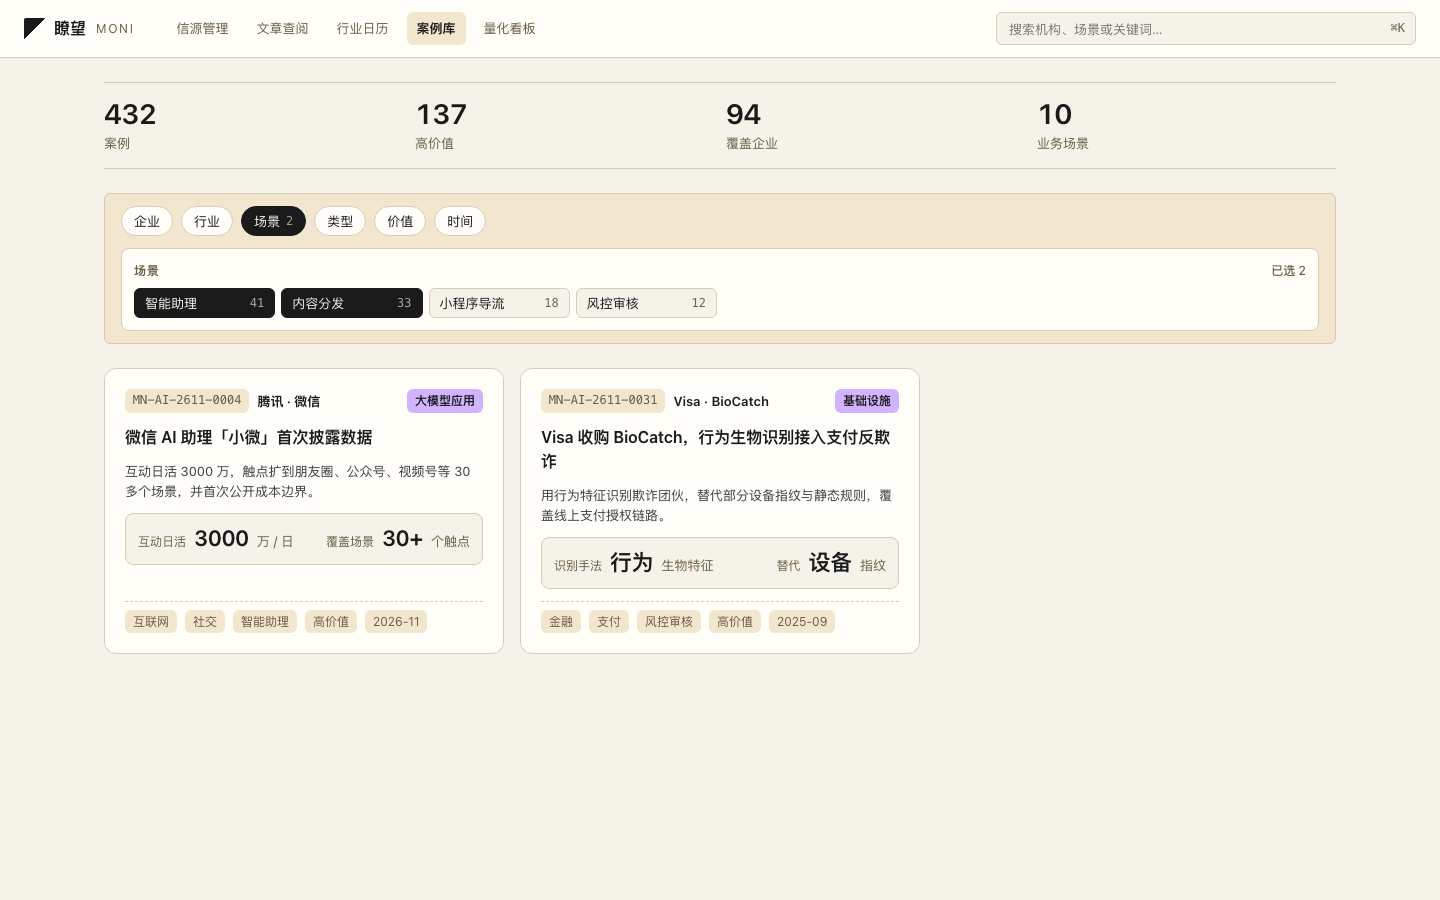 瞭望 MONI 信源管理 文章查阅 行业日历 案例库 量化看板 搜索机构、场景或关键词... ⌘K
432 137 94 10
案例 高价值 覆盖企业 业务场景
企业 行业 场景 2 类型 价值 时间
场景 已选 2
智能助理 41 内容分发 33 小程序导流 18 风控审核 12
MN-AI-2611-0004 腾讯 · 微信 大模型应用
微信 AI 助理「小微」首次披露数据
互动日活 3000 万，触点扩到朋友圈、公众号、视频号等 30
多个场景，并首次公开成本边界。
互动日活 3000 万 / 日 覆盖场景 30+ 个触点
互联网 社交 智能助理 高价值 2026-11
MN-AI-2611-0031 Visa · BioCatch 基础设施
Visa 收购 BioCatch，行为生物识别接入支付反欺
诈
用行为特征识别欺诈团伙，替代部分设备指纹与静态规则，覆
盖线上支付授权链路。
识别手法 行为 生物特征 替代 设备 指纹
金融 支付 风控审核 高价值 2025-09